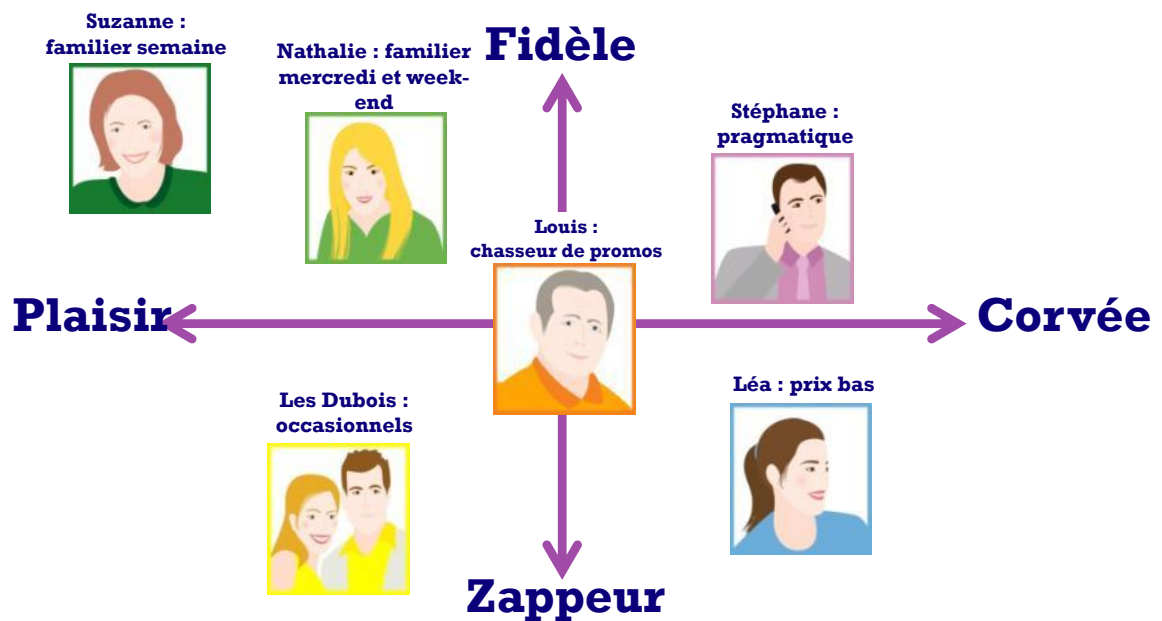 Suzanne :
familier semaine
Nathalie : familier
mercredi et week-
end
Fidèle
Stéphane :
pragmatique
Louis :
chasseur de promos
Plaisir
Corvée
Les Dubois :
occasionnels
Léa : prix bas
Zappeur